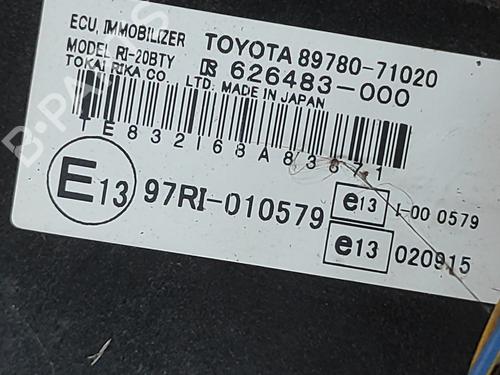 ECU, IMMOBILIZER TOYOTA 89780-71020
MODEL RI-20BTY 626483-000
TOKAI RIKA CO., LTD. MADE IN JAPAN
TE832168A83671
E13 97RI-010579
e13 I-00 0579
e13 020915
B-PARTS